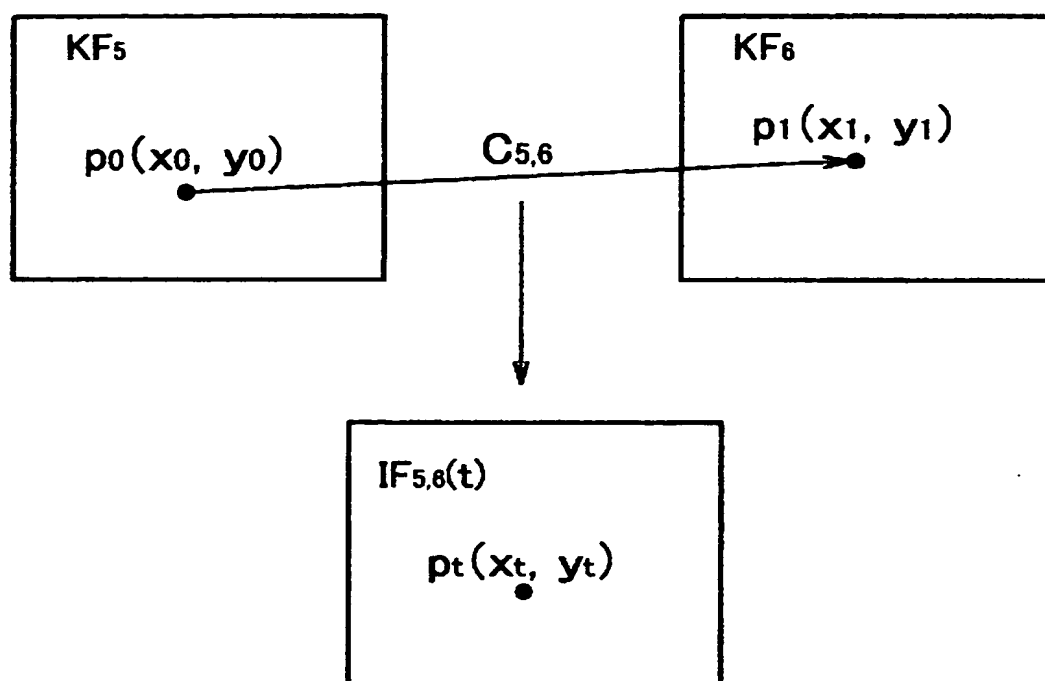 KF5
KF6
p0(x0, y0)
C5,6
p1(x1, y1)
IF5,6(t)
pt(xt, yt)